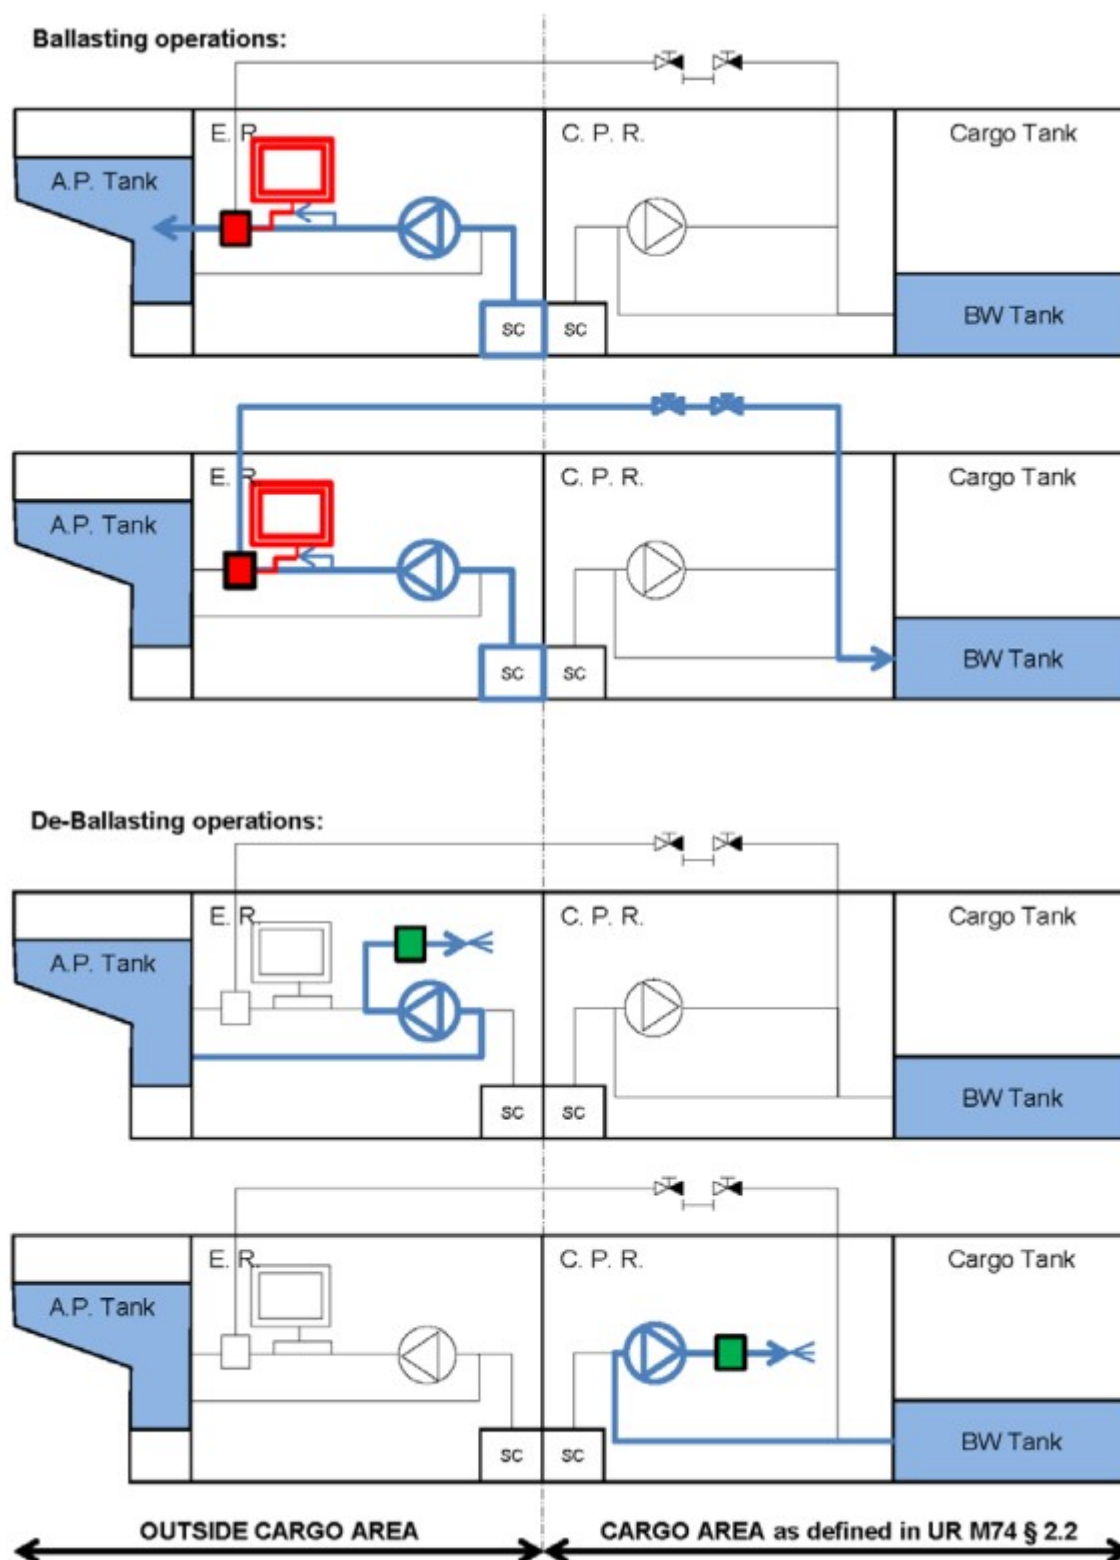 Ballasting operations:
E. R.
C. P. R.
Cargo Tank
A.P. Tank
BW Tank
SC
SC
E. R.
C. P. R.
Cargo Tank
A.P. Tank
BW Tank
SC
SC
De-Ballasting operations:
E. R.
C. P. R.
Cargo Tank
A.P. Tank
BW Tank
SC
SC
E. R.
C. P. R.
Cargo Tank
A.P. Tank
BW Tank
SC
SC
OUTSIDE CARGO AREA
CARGO AREA as defined in UR M74 § 2.2